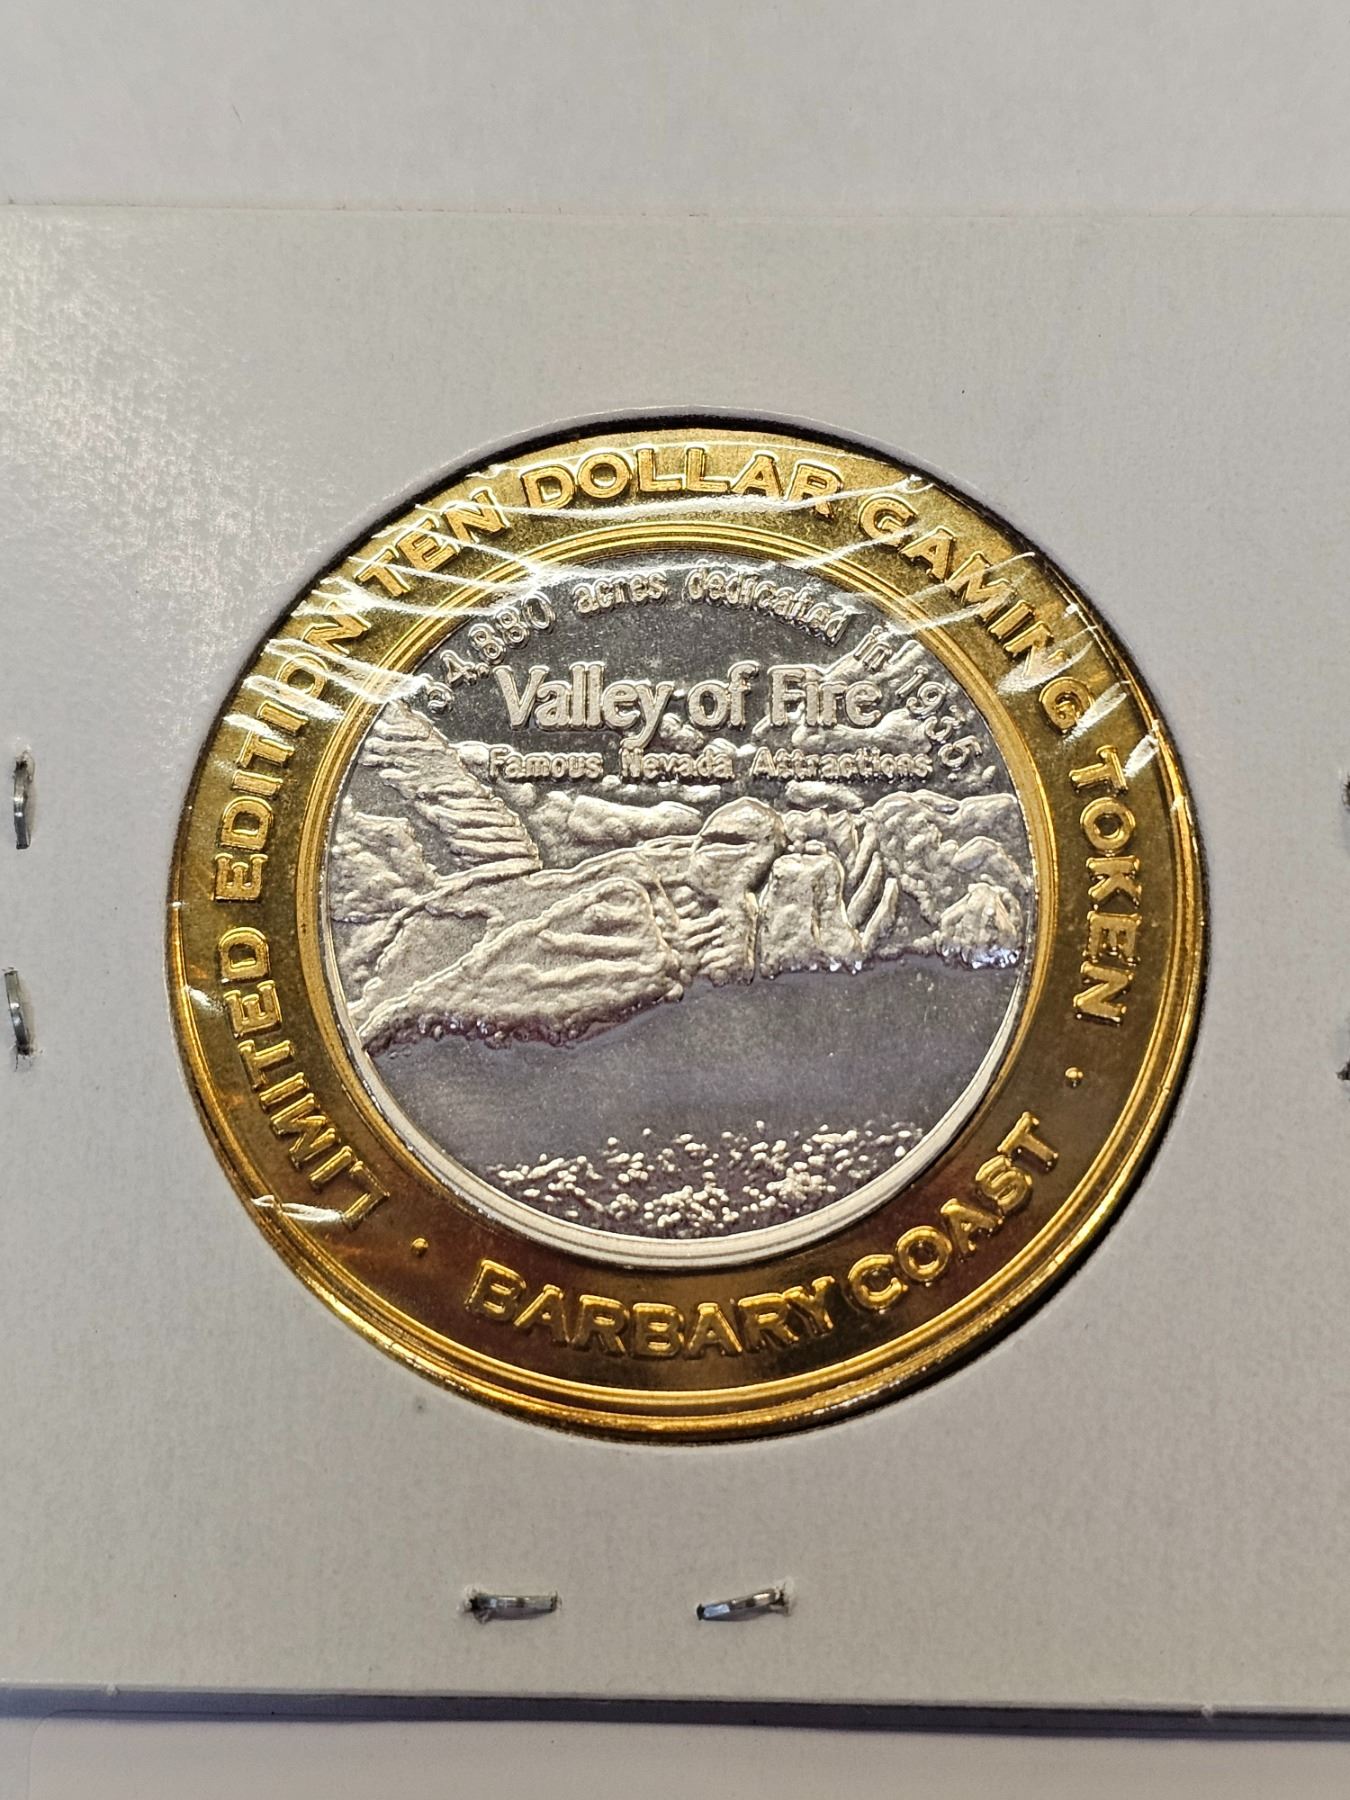 LIMITED EDITION TEN DOLLAR GAMING TOKEN
34,880 acres dedicated in 1935
Valley of Fire
Famous Nevada Attractions
· BARBARY COAST ·